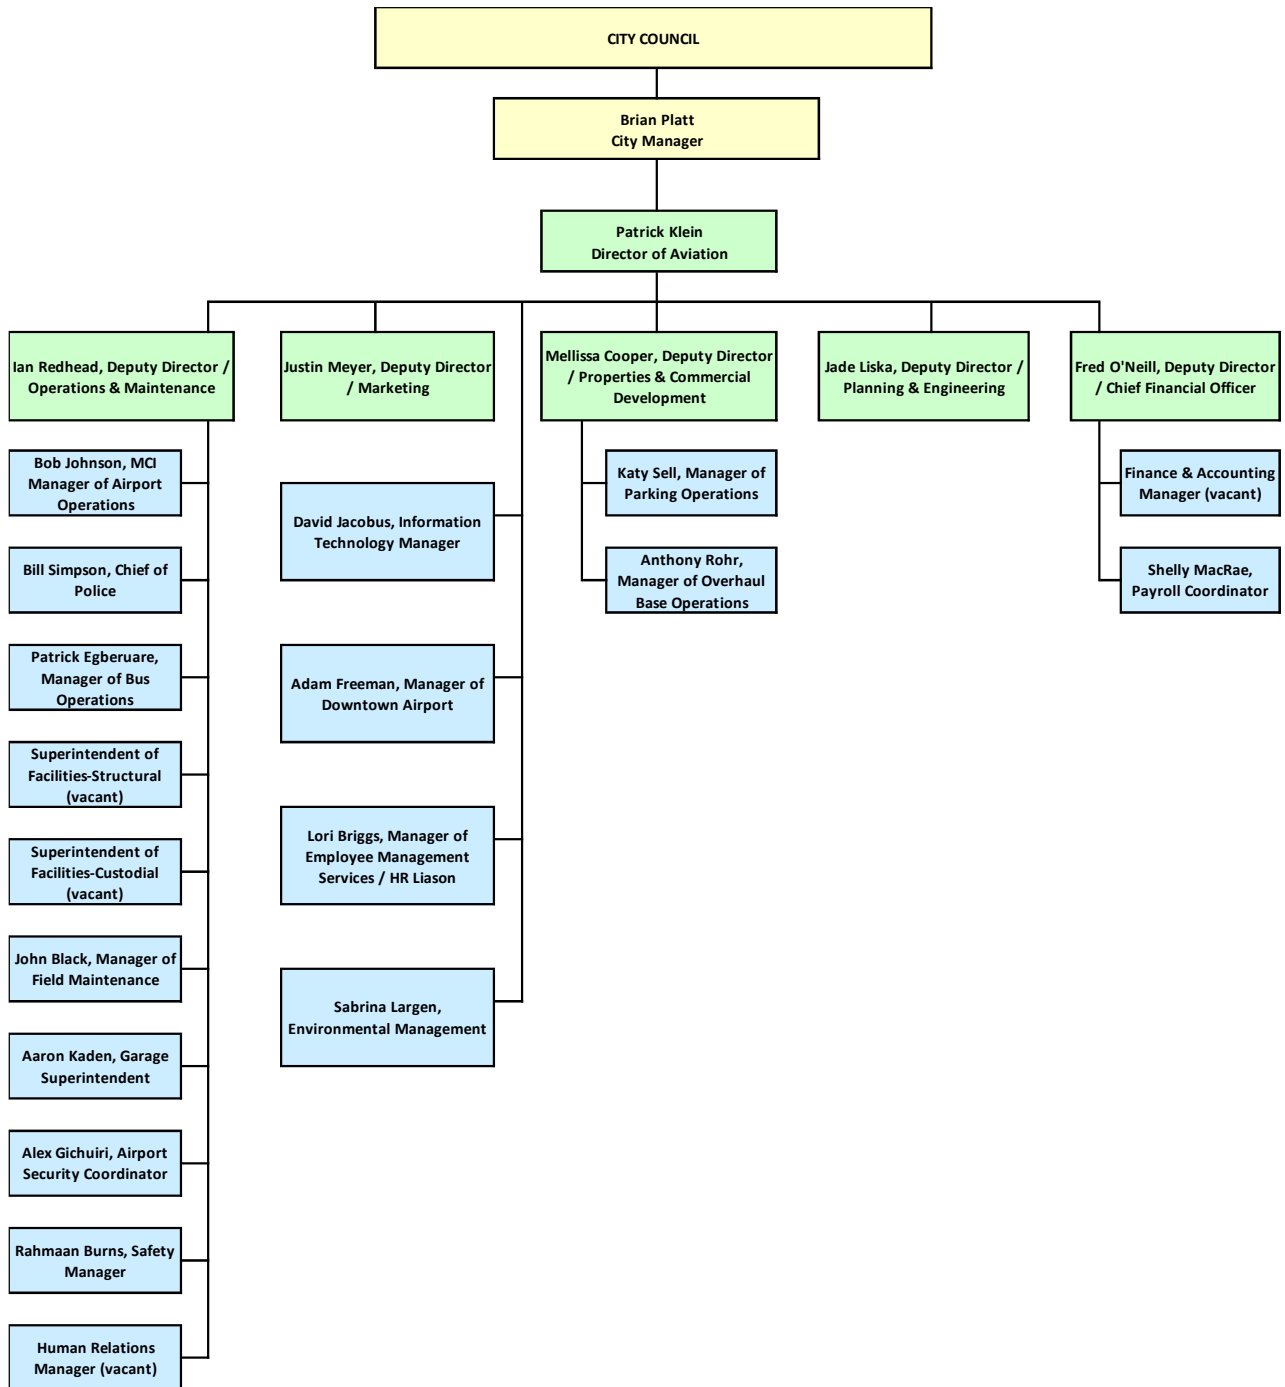 CITY COUNCIL
Brian Platt
City Manager
Patrick Klein
Director of Aviation
Ian Redhead, Deputy Director /
Operations & Maintenance
Justin Meyer, Deputy Director
/ Marketing
Mellissa Cooper, Deputy Director
/ Properties & Commercial
Development
Jade Liska, Deputy Director /
Planning & Engineering
Fred O'Neill, Deputy Director
/ Chief Financial Officer
Bob Johnson, MCI
Manager of Airport
Operations
Bill Simpson, Chief of
Police
Patrick Egberuare,
Manager of Bus
Operations
Superintendent of
Facilities-Structural
(vacant)
Superintendent of
Facilities-Custodial
(vacant)
John Black, Manager of
Field Maintenance
Aaron Kaden, Garage
Superintendent
Alex Gichuiri, Airport
Security Coordinator
Rahmaan Burns, Safety
Manager
Human Relations
Manager (vacant)
David Jacobus, Information
Technology Manager
Adam Freeman, Manager of
Downtown Airport
Lori Briggs, Manager of
Employee Management
Services / HR Liason
Sabrina Largen,
Environmental Management
Katy Sell, Manager of
Parking Operations
Anthony Rohr,
Manager of Overhaul
Base Operations
Finance & Accounting
Manager (vacant)
Shelly MacRae,
Payroll Coordinator